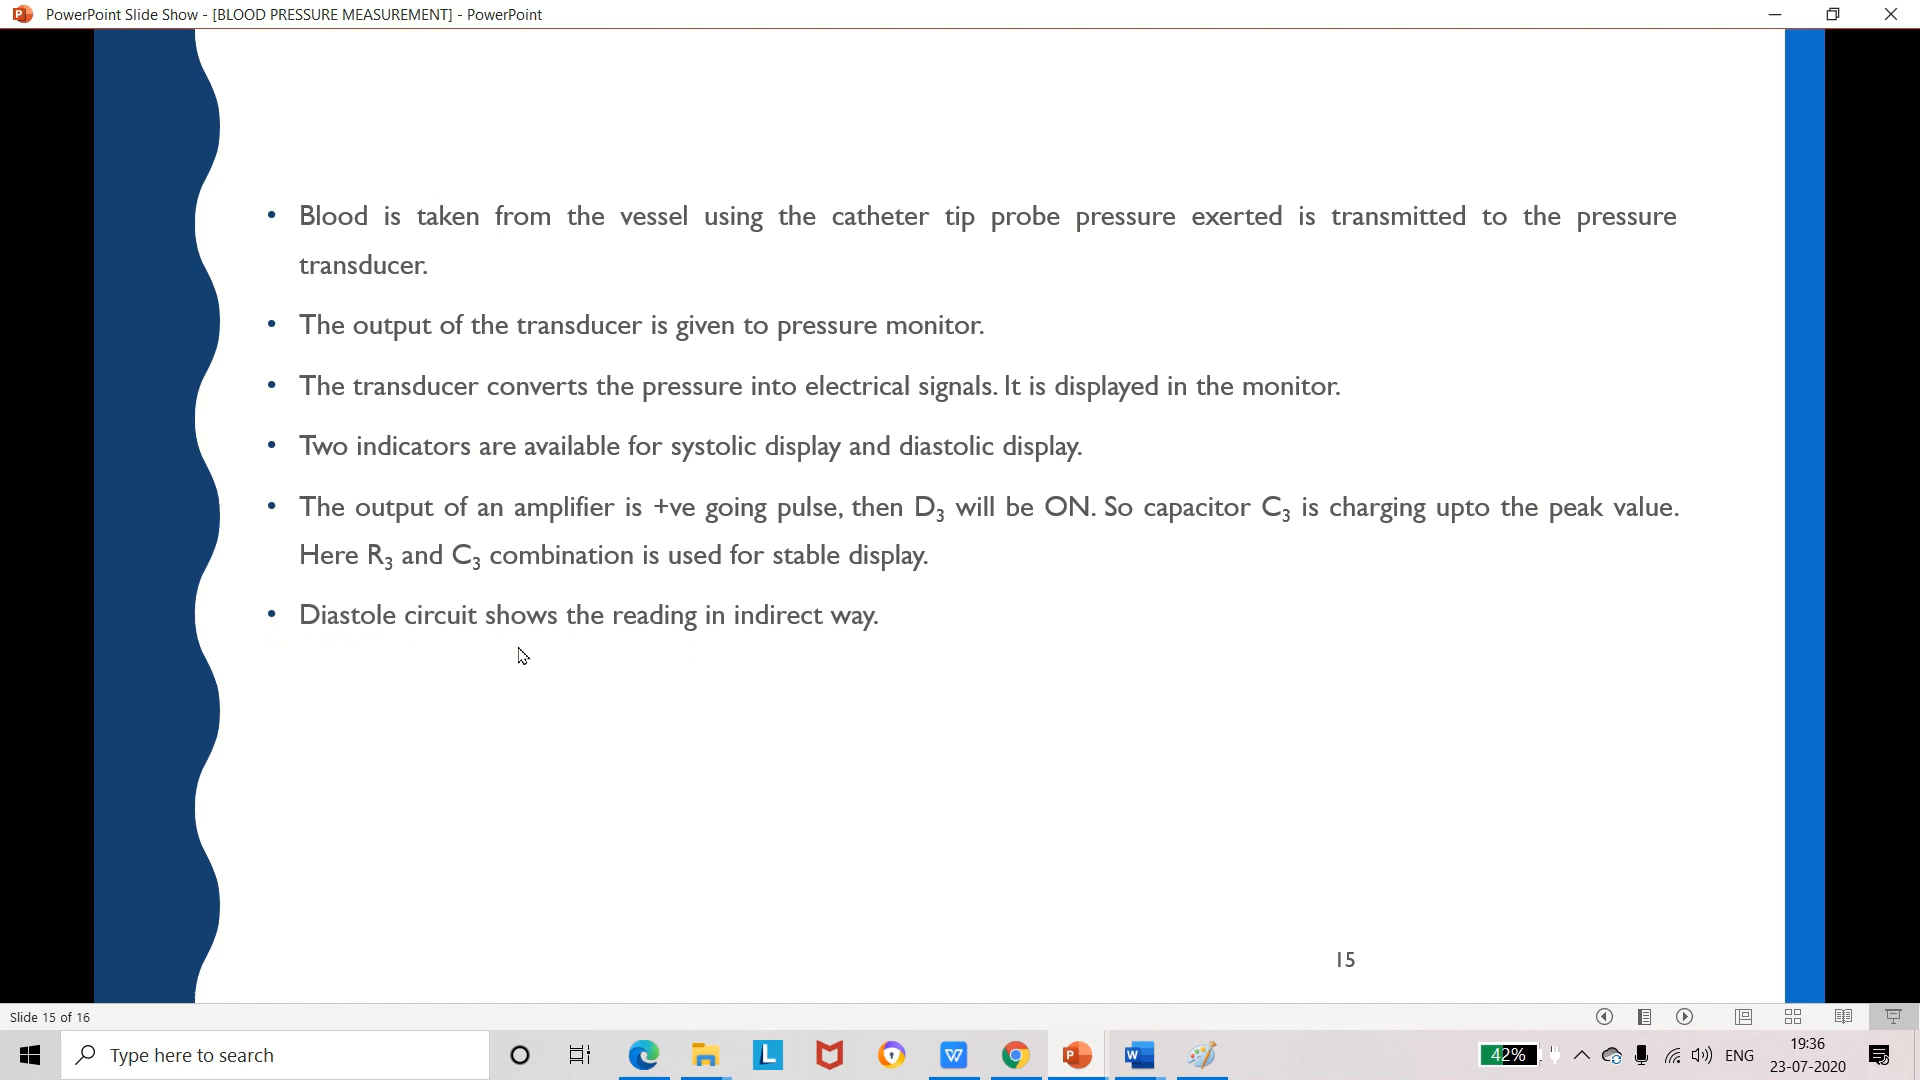 PowerPoint Slide Show - [BLOOD PRESSURE MEASUREMENT] - PowerPoint
• Blood is taken from the vessel using the catheter tip probe pressure exerted is transmitted to the pressure
transducer.
• The output of the transducer is given to pressure monitor.
• The transducer converts the pressure into electrical signals. It is displayed in the monitor.
• Two indicators are available for systolic display and diastolic display.
• The output of an amplifier is +ve going pulse, then D₃ will be ON. So capacitor C₃ is charging upto the peak value.
Here R₃ and C₃ combination is used for stable display.
• Diastole circuit shows the reading in indirect way.
15
Slide 15 of 16
Type here to search
42%
ENG
19:36
23-07-2020